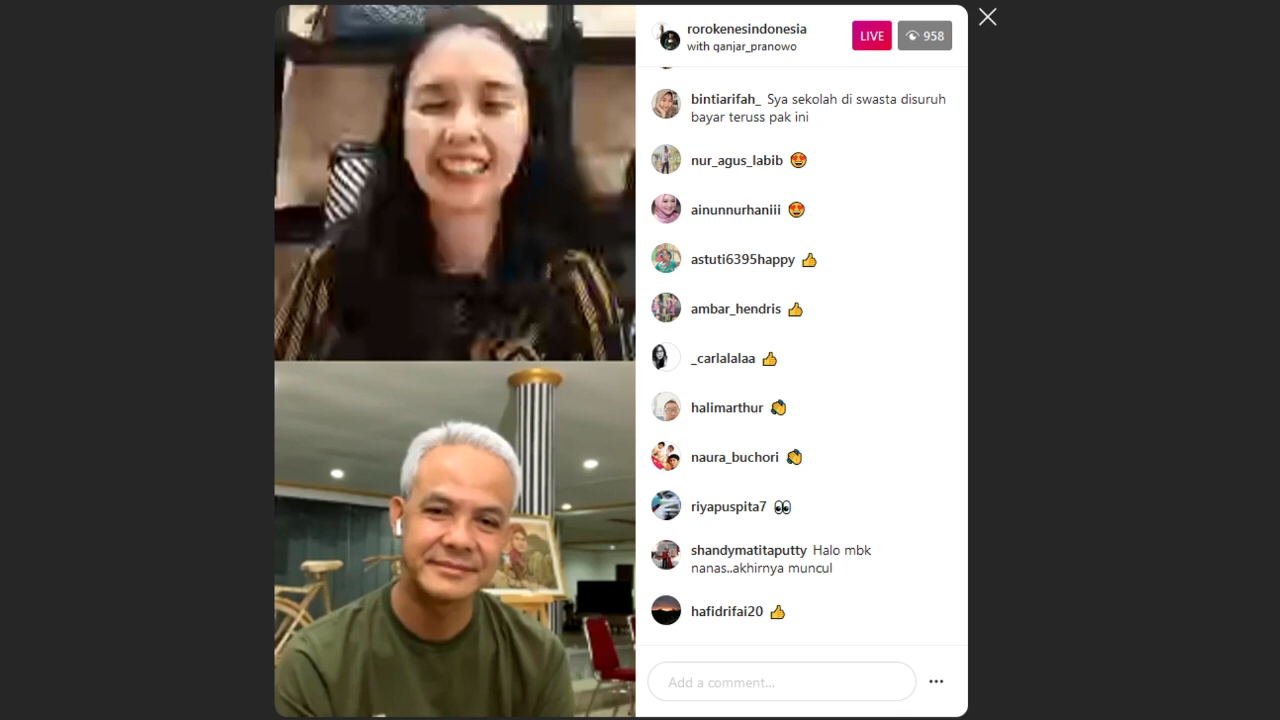 rorokenesindonesia
with ganjar_pranowo
LIVE
958
bintiarifah_ Sya sekolah di swasta disuruh
bayar teruss pak ini
nur_agus_labib 😍
ainunnurhaniii 😍
astuti6395happy 👍
ambar_hendris 👍
_carlalalaa 👍
halimarthur 👏
naura_buchori 👏
riyapuspita7 👀
shandymatitaputty Halo mbk
nanas..akhirnya muncul
hafidrifai20 👍
Add a comment...